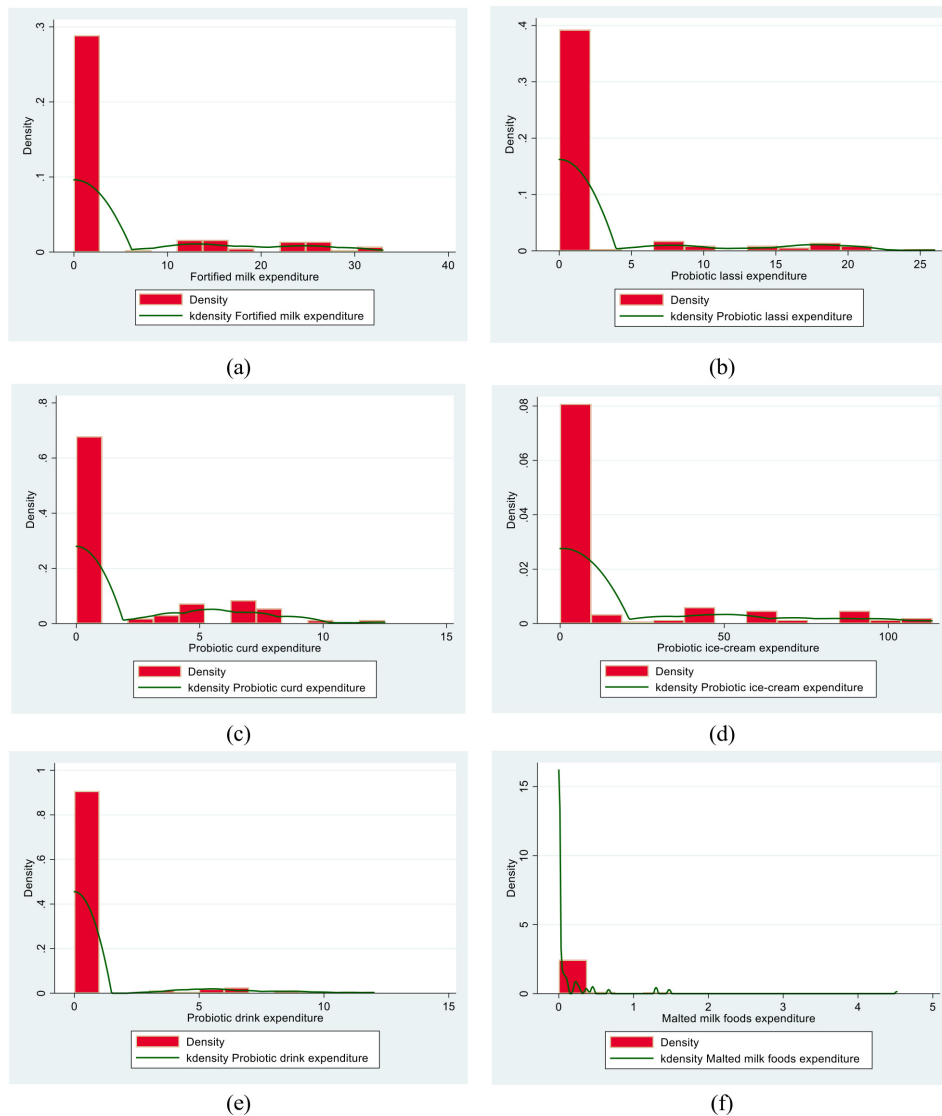 Density
0 .1 .2 .3
0 10 20 30 40
Fortified milk expenditure
Density
kdensity Fortified milk expenditure
(a)
Density
0 .1 .2 .3 .4
0 5 10 15 20 25
Probiotic lassi expenditure
Density
kdensity Probiotic lassi expenditure
(b)
Density
0 .2 .4 .6 .8
0 5 10 15
Probiotic curd expenditure
Density
kdensity Probiotic curd expenditure
(c)
Density
0 .02 .04 .06 .08
0 50 100
Probiotic ice-cream expenditure
Density
kdensity Probiotic ice-cream expenditure
(d)
Density
0 .2 .4 .6 .8 1
0 5 10 15
Probiotic drink expenditure
Density
kdensity Probiotic drink expenditure
(e)
Density
0 5 10 15
0 1 2 3 4 5
Malted milk foods expenditure
Density
kdensity Malted milk foods expenditure
(f)